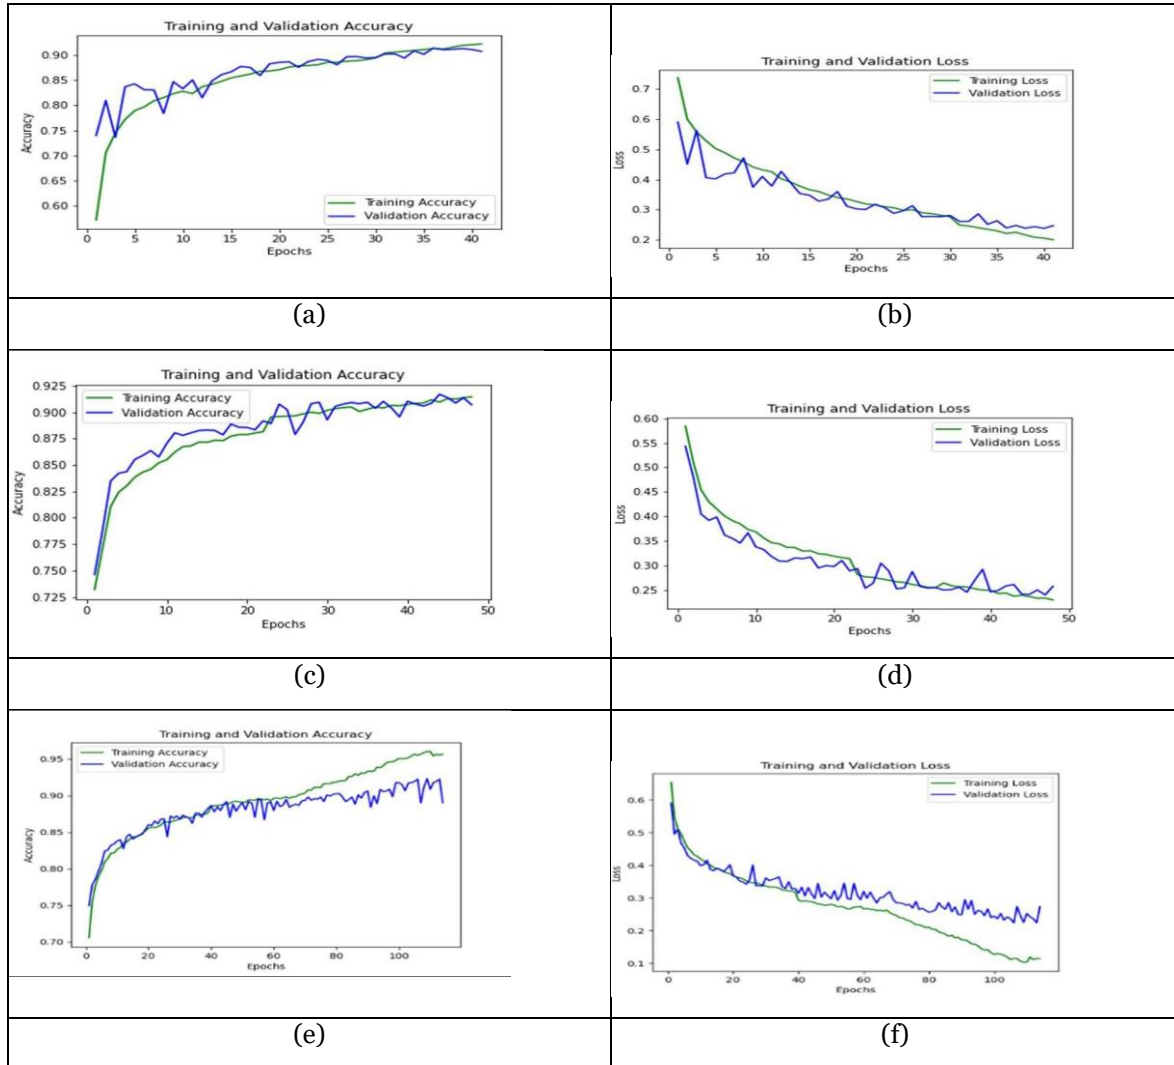 Training and Validation Accuracy
0.90
0.85
0.80
0.75
0.70
0.65
0.60
Accuracy
Training Accuracy
Validation Accuracy
0 5 10 15 20 25 30 35 40
Epochs
Training and Validation Loss
0.7
0.6
0.5
0.4
0.3
0.2
Loss
Training Loss
Validation Loss
0 5 10 15 20 25 30 35 40
Epochs
(a)
(b)
Training and Validation Accuracy
0.925
0.900
0.875
0.850
0.825
0.800
0.775
0.750
0.725
Accuracy
Training Accuracy
Validation Accuracy
0 10 20 30 40 50
Epochs
Training and Validation Loss
0.60
0.55
0.50
0.45
0.40
0.35
0.30
0.25
Loss
Training Loss
Validation Loss
0 10 20 30 40 50
Epochs
(c)
(d)
Training and Validation Accuracy
0.95
0.90
0.85
0.80
0.70
Accuracy
Training Accuracy
Validation Accuracy
0 20 40 60 80 100
Epochs
Training and Validation Loss
0.6
0.5
0.4
0.3
0.2
0.1
Loss
Training Loss
Validation Loss
0 20 40 60 80 100
Epochs
(e)
(f)